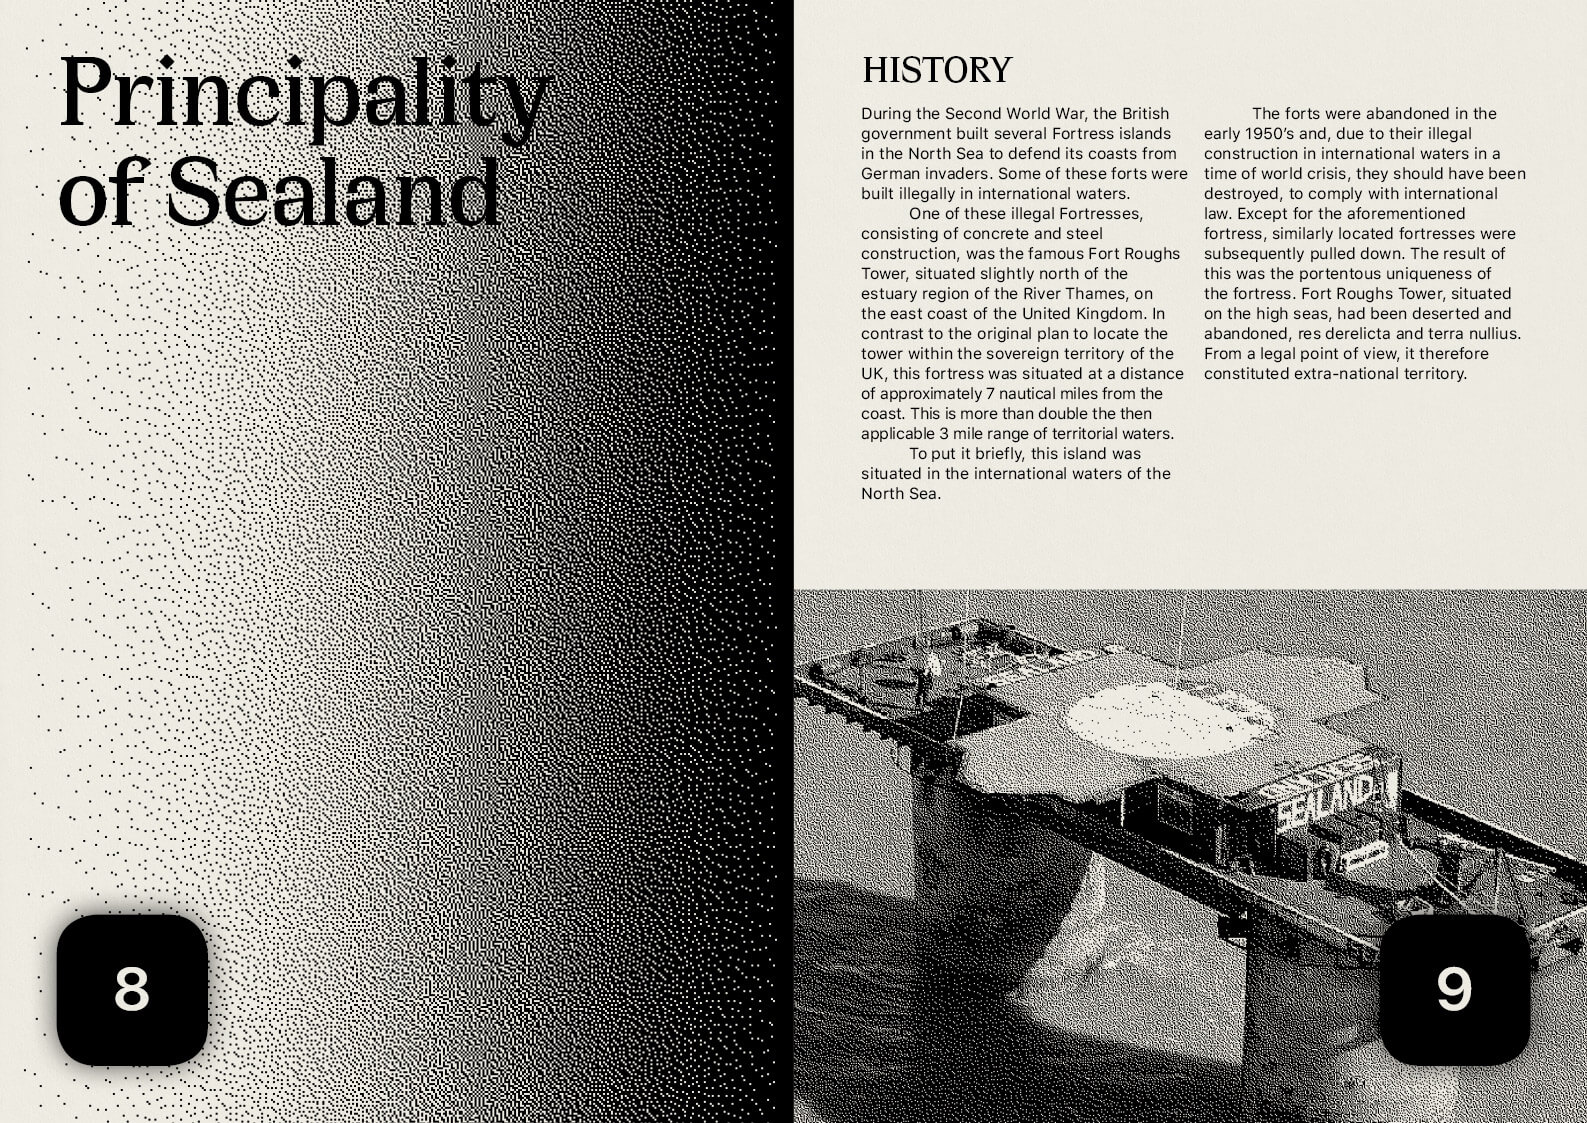 Principality
of Sealand
8
HISTORY
During the Second World War, the British
government built several Fortress islands
in the North Sea to defend its coasts from
German invaders. Some of these forts were
built illegally in international waters.
One of these illegal Fortresses,
consisting of concrete and steel
construction, was the famous Fort Roughs
Tower, situated slightly north of the
estuary region of the River Thames, on
the east coast of the United Kingdom. In
contrast to the original plan to locate the
tower within the sovereign territory of the
UK, this fortress was situated at a distance
of approximately 7 nautical miles from the
coast. This is more than double the then
applicable 3 mile range of territorial waters.
To put it briefly, this island was
situated in the international waters of the
North Sea.
The forts were abandoned in the
early 1950’s and, due to their illegal
construction in international waters in a
time of world crisis, they should have been
destroyed, to comply with international
law. Except for the aforementioned
fortress, similarly located fortresses were
subsequently pulled down. The result of
this was the portentous uniqueness of
the fortress. Fort Roughs Tower, situated
on the high seas, had been deserted and
abandoned, res derelicta and terra nullius.
From a legal point of view, it therefore
constituted extra-national territory.
SEALAND
9